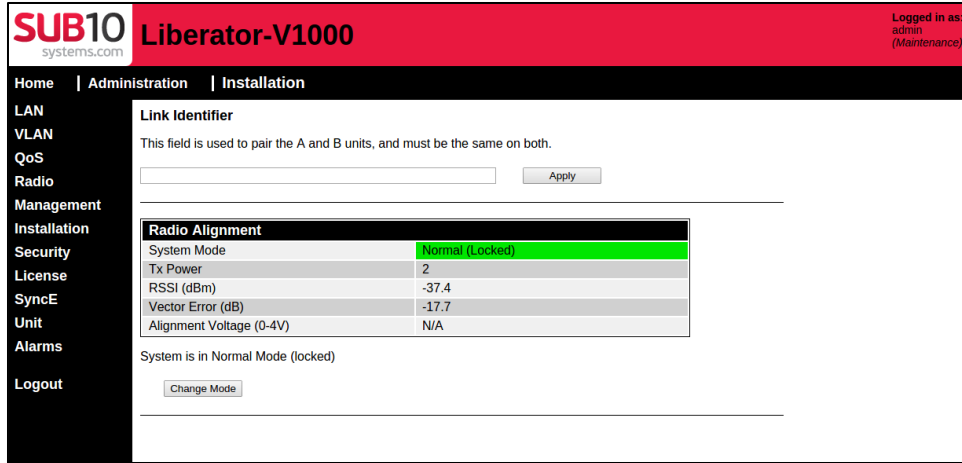 SUB10
systems.com
Liberator-V1000
Logged in as:
admin
(Maintenance)
Home | Administration | Installation
LAN
VLAN
QoS
Radio
Management
Installation
Security
License
SyncE
Unit
Alarms
Logout
Link Identifier
This field is used to pair the A and B units, and must be the same on both.
Apply
Radio Alignment
System Mode Normal (Locked)
Tx Power 2
RSSI (dBm) -37.4
Vector Error (dB) -17.7
Alignment Voltage (0-4V) N/A
System is in Normal Mode (locked)
Change Mode